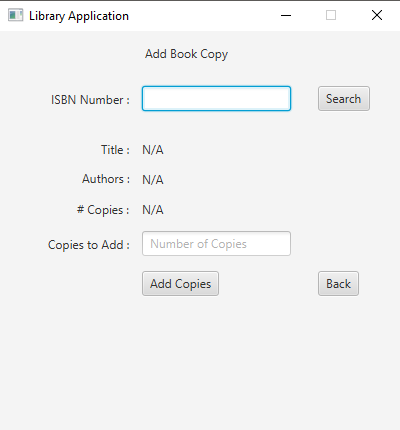 Library Application
Add Book Copy
ISBN Number :
Search
Title : N/A
Authors : N/A
# Copies : N/A
Copies to Add : Number of Copies
Add Copies
Back